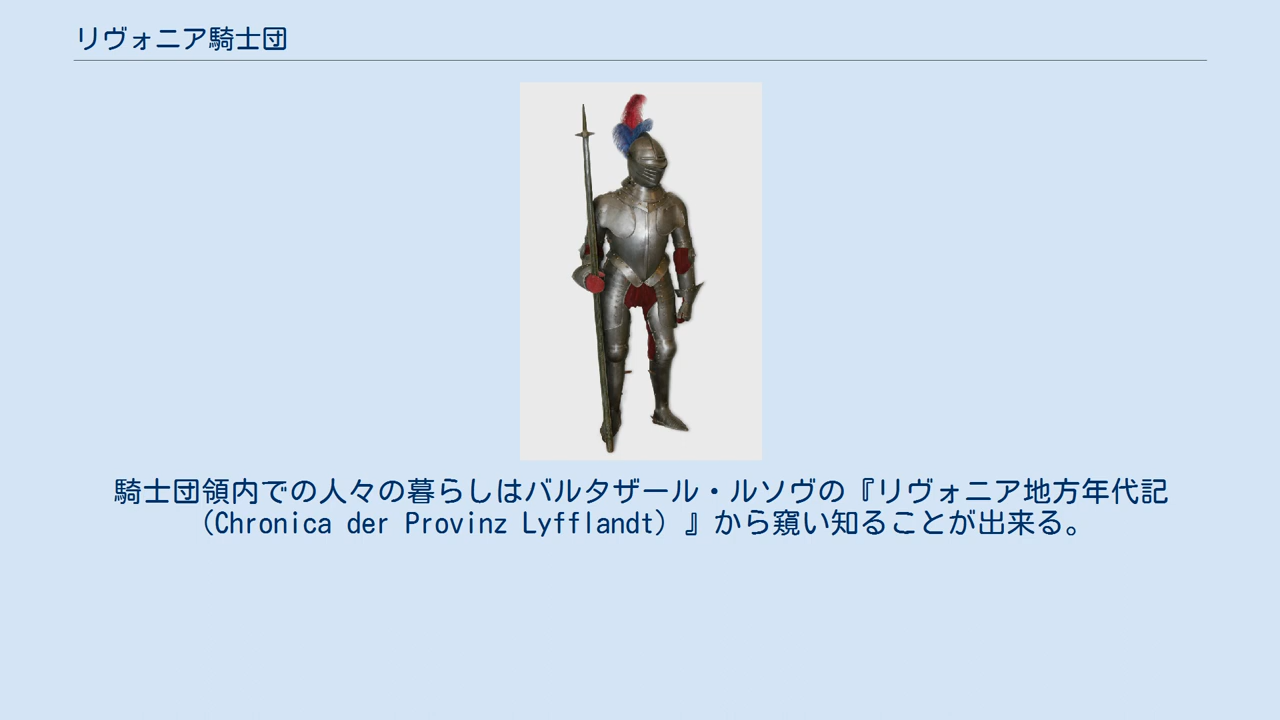 リヴォニア騎士団
騎士団領内での人々の暮らしはバルタザール・ルソヴの『リヴォニア地方年代記
（Chronica der Provinz Lyfflandt）』から窺い知ることが出来る。